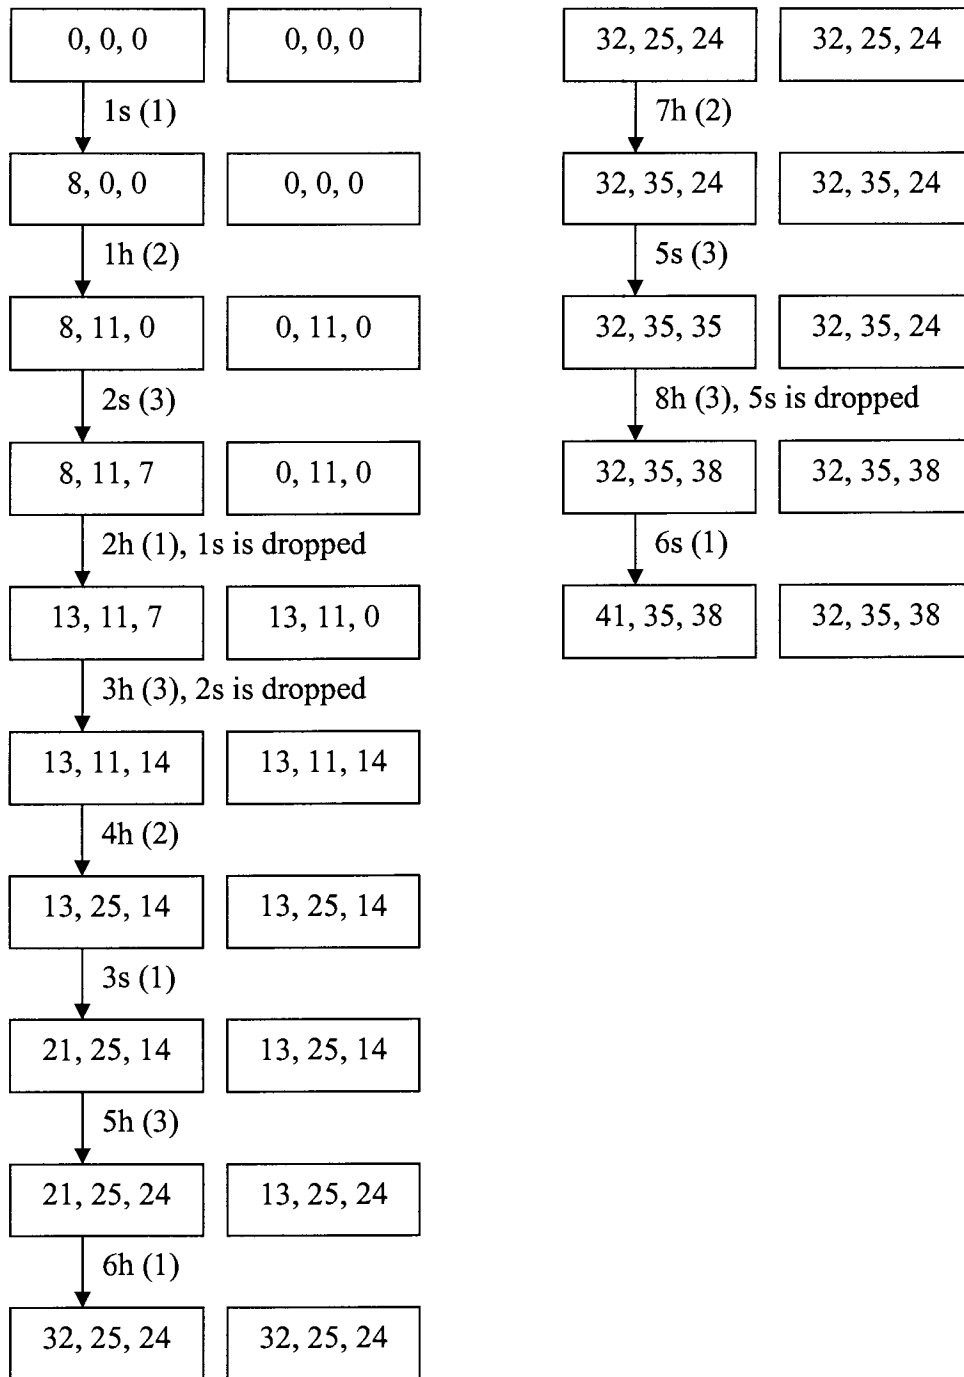 0, 0, 0    0, 0, 0
1s (1)
8, 0, 0    0, 0, 0
1h (2)
8, 11, 0    0, 11, 0
2s (3)
8, 11, 7    0, 11, 0
2h (1), 1s is dropped
13, 11, 7    13, 11, 0
3h (3), 2s is dropped
13, 11, 14    13, 11, 14
4h (2)
13, 25, 14    13, 25, 14
3s (1)
21, 25, 14    13, 25, 14
5h (3)
21, 25, 24    13, 25, 24
6h (1)
32, 25, 24    32, 25, 24
32, 25, 24    32, 25, 24
7h (2)
32, 35, 24    32, 35, 24
5s (3)
32, 35, 35    32, 35, 24
8h (3), 5s is dropped
32, 35, 38    32, 35, 38
6s (1)
41, 35, 38    32, 35, 38